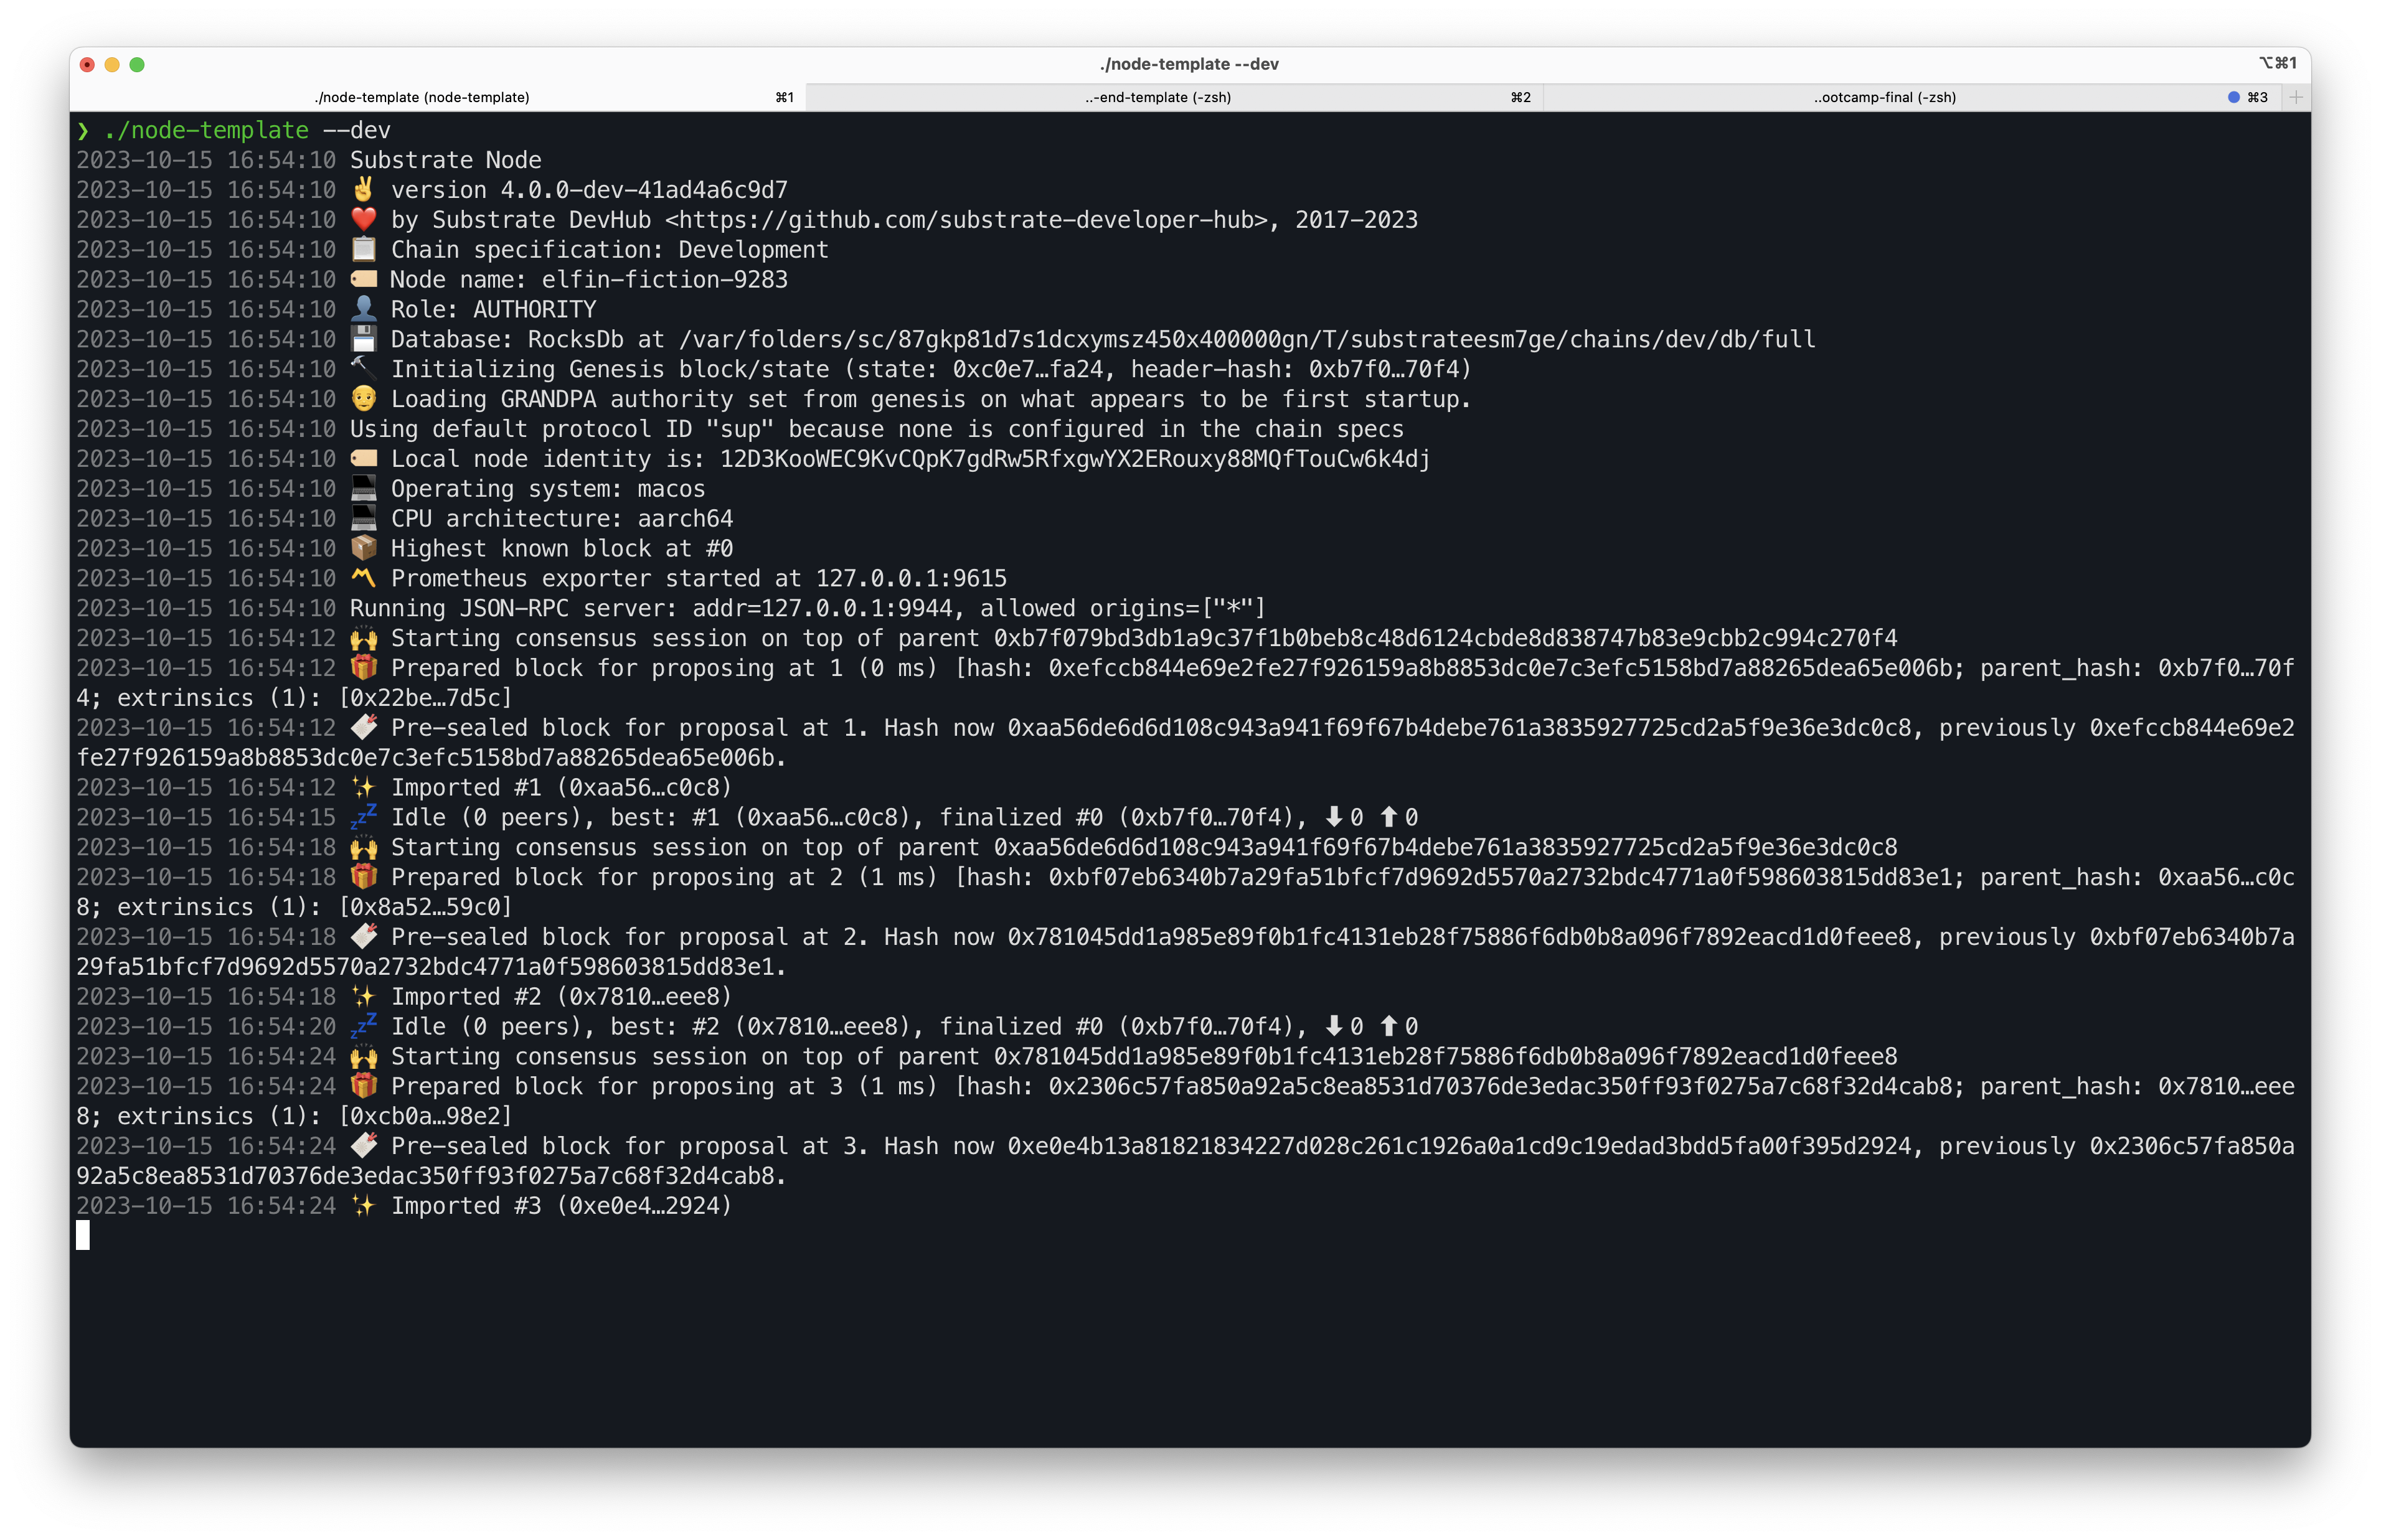 ./node-template --dev
⌥⌘1
./node-template (node-template) ⌘1
..-end-template (-zsh) ⌘2
..ootcamp-final (-zsh) ⌘3
❯ ./node-template --dev
2023-10-15 16:54:10 Substrate Node
2023-10-15 16:54:10 ✌️ version 4.0.0-dev-41ad4a6c9d7
2023-10-15 16:54:10 ❤️ by Substrate DevHub <https://github.com/substrate-developer-hub>, 2017-2023
2023-10-15 16:54:10 📋 Chain specification: Development
2023-10-15 16:54:10 🏷 Node name: elfin-fiction-9283
2023-10-15 16:54:10 👤 Role: AUTHORITY
2023-10-15 16:54:10 💾 Database: RocksDb at /var/folders/sc/87gkp81d7s1dcxymsz450x400000gn/T/substrateesm7ge/chains/dev/db/full
2023-10-15 16:54:10 🔨 Initializing Genesis block/state (state: 0xc0e7…fa24, header-hash: 0xb7f0…70f4)
2023-10-15 16:54:10 👴 Loading GRANDPA authority set from genesis on what appears to be first startup.
2023-10-15 16:54:10 Using default protocol ID "sup" because none is configured in the chain specs
2023-10-15 16:54:10 🏷 Local node identity is: 12D3KooWEC9KvCQpK7gdRw5RfxgwYX2ERouxy88MQfTouCw6k4dj
2023-10-15 16:54:10 💻 Operating system: macos
2023-10-15 16:54:10 💻 CPU architecture: aarch64
2023-10-15 16:54:10 📦 Highest known block at #0
2023-10-15 16:54:10 〽️ Prometheus exporter started at 127.0.0.1:9615
2023-10-15 16:54:10 Running JSON-RPC server: addr=127.0.0.1:9944, allowed origins=["*"]
2023-10-15 16:54:12 🙌 Starting consensus session on top of parent 0xb7f079bd3db1a9c37f1b0beb8c48d6124cbde8d838747b83e9cbb2c994c270f4
2023-10-15 16:54:12 🎁 Prepared block for proposing at 1 (0 ms) [hash: 0xefccb844e69e2fe27f926159a8b8853dc0e7c3efc5158bd7a88265dea65e006b; parent_hash: 0xb7f0…70f
4; extrinsics (1): [0x22be…7d5c]
2023-10-15 16:54:12 🔖 Pre-sealed block for proposal at 1. Hash now 0xaa56de6d6d108c943a941f69f67b4debe761a3835927725cd2a5f9e36e3dc0c8, previously 0xefccb844e69e2
fe27f926159a8b8853dc0e7c3efc5158bd7a88265dea65e006b.
2023-10-15 16:54:12 ✨ Imported #1 (0xaa56…c0c8)
2023-10-15 16:54:15 💤 Idle (0 peers), best: #1 (0xaa56…c0c8), finalized #0 (0xb7f0…70f4), ⬇ 0 ⬆ 0
2023-10-15 16:54:18 🙌 Starting consensus session on top of parent 0xaa56de6d6d108c943a941f69f67b4debe761a3835927725cd2a5f9e36e3dc0c8
2023-10-15 16:54:18 🎁 Prepared block for proposing at 2 (1 ms) [hash: 0xbf07eb6340b7a29fa51bfcf7d9692d5570a2732bdc4771a0f598603815dd83e1; parent_hash: 0xaa56…c0c
8; extrinsics (1): [0x8a52…59c0]
2023-10-15 16:54:18 🔖 Pre-sealed block for proposal at 2. Hash now 0x781045dd1a985e89f0b1fc4131eb28f75886f6db0b8a096f7892eacd1d0feee8, previously 0xbf07eb6340b7a
29fa51bfcf7d9692d5570a2732bdc4771a0f598603815dd83e1.
2023-10-15 16:54:18 ✨ Imported #2 (0x7810…eee8)
2023-10-15 16:54:20 💤 Idle (0 peers), best: #2 (0x7810…eee8), finalized #0 (0xb7f0…70f4), ⬇ 0 ⬆ 0
2023-10-15 16:54:24 🙌 Starting consensus session on top of parent 0x781045dd1a985e89f0b1fc4131eb28f75886f6db0b8a096f7892eacd1d0feee8
2023-10-15 16:54:24 🎁 Prepared block for proposing at 3 (1 ms) [hash: 0x2306c57fa850a92a5c8ea8531d70376de3edac350ff93f0275a7c68f32d4cab8; parent_hash: 0x7810…eee
8; extrinsics (1): [0xcb0a…98e2]
2023-10-15 16:54:24 🔖 Pre-sealed block for proposal at 3. Hash now 0xe0e4b13a81821834227d028c261c1926a0a1cd9c19edad3bdd5fa00f395d2924, previously 0x2306c57fa850a
92a5c8ea8531d70376de3edac350ff93f0275a7c68f32d4cab8.
2023-10-15 16:54:24 ✨ Imported #3 (0xe0e4…2924)